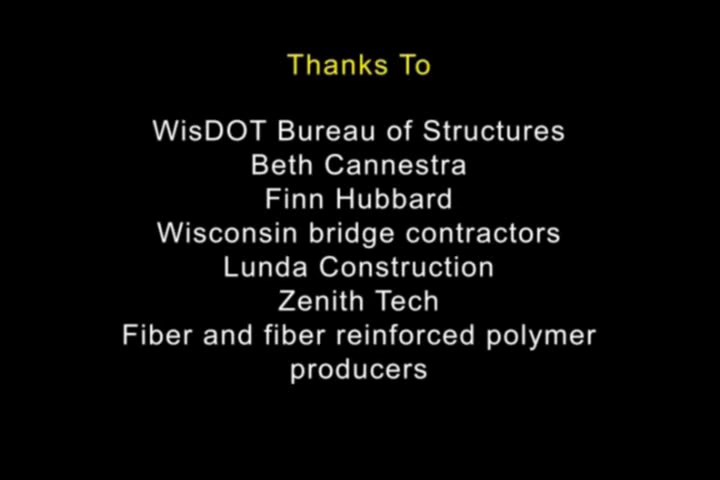 Thanks To
WisDOT Bureau of Structures
Beth Cannestra
Finn Hubbard
Wisconsin bridge contractors
Lunda Construction
Zenith Tech
Fiber and fiber reinforced polymer
producers